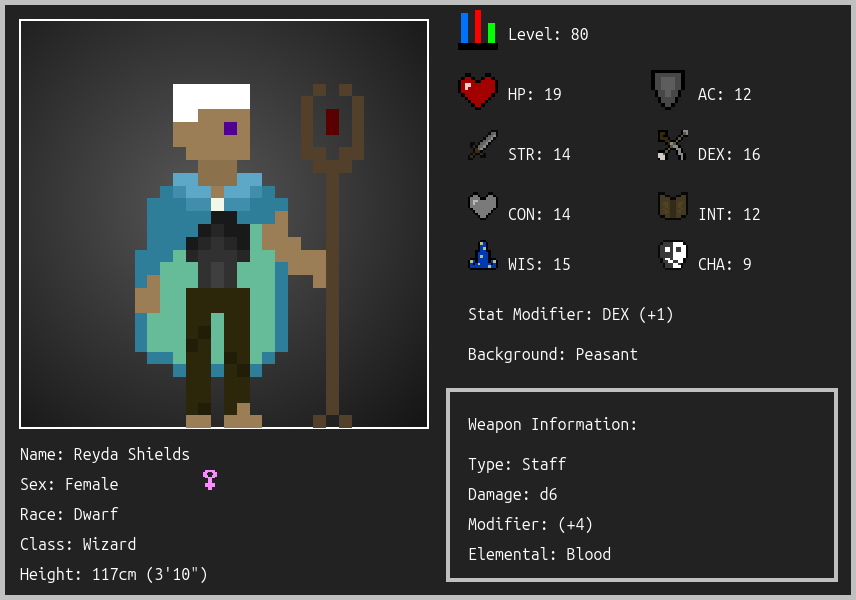 Level: 80
HP: 19
AC: 12
STR: 14
DEX: 16
CON: 14
INT: 12
WIS: 15
CHA: 9
Stat Modifier: DEX (+1)
Background: Peasant
Weapon Information:
Type: Staff
Damage: d6
Modifier: (+4)
Elemental: Blood
Name: Reyda Shields
Sex: Female
Race: Dwarf
Class: Wizard
Height: 117cm (3'10")